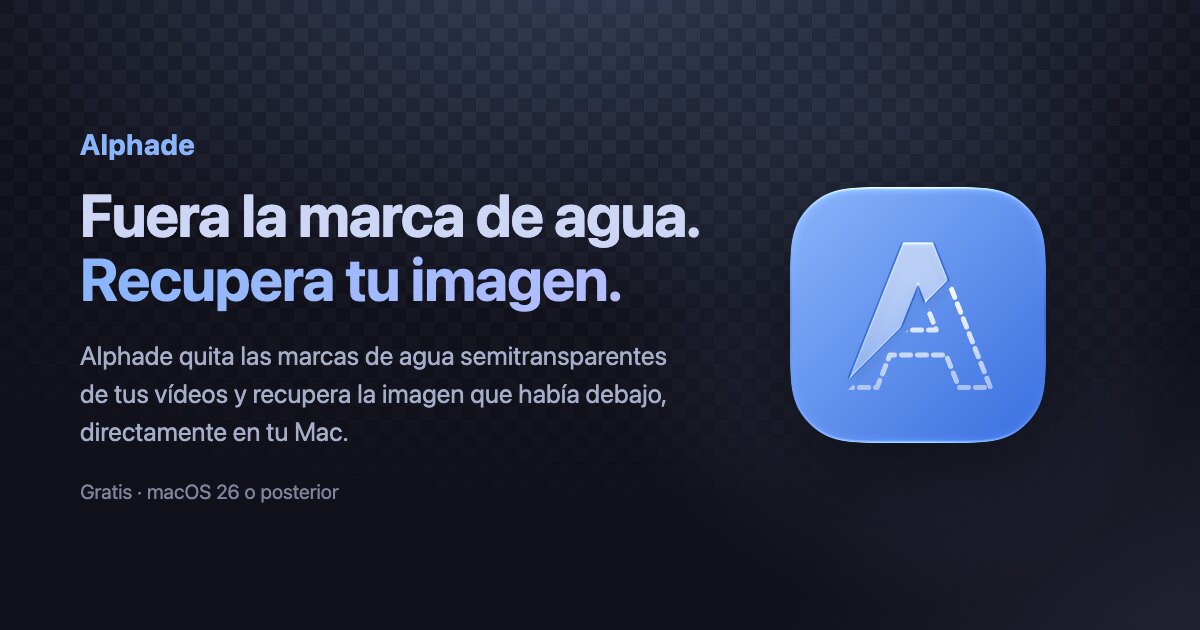 Alphade
Fuera la marca de agua.
Recupera tu imagen.
Alphade quita las marcas de agua semitransparentes
de tus vídeos y recupera la imagen que había debajo,
directamente en tu Mac.
Gratis · macOS 26 o posterior